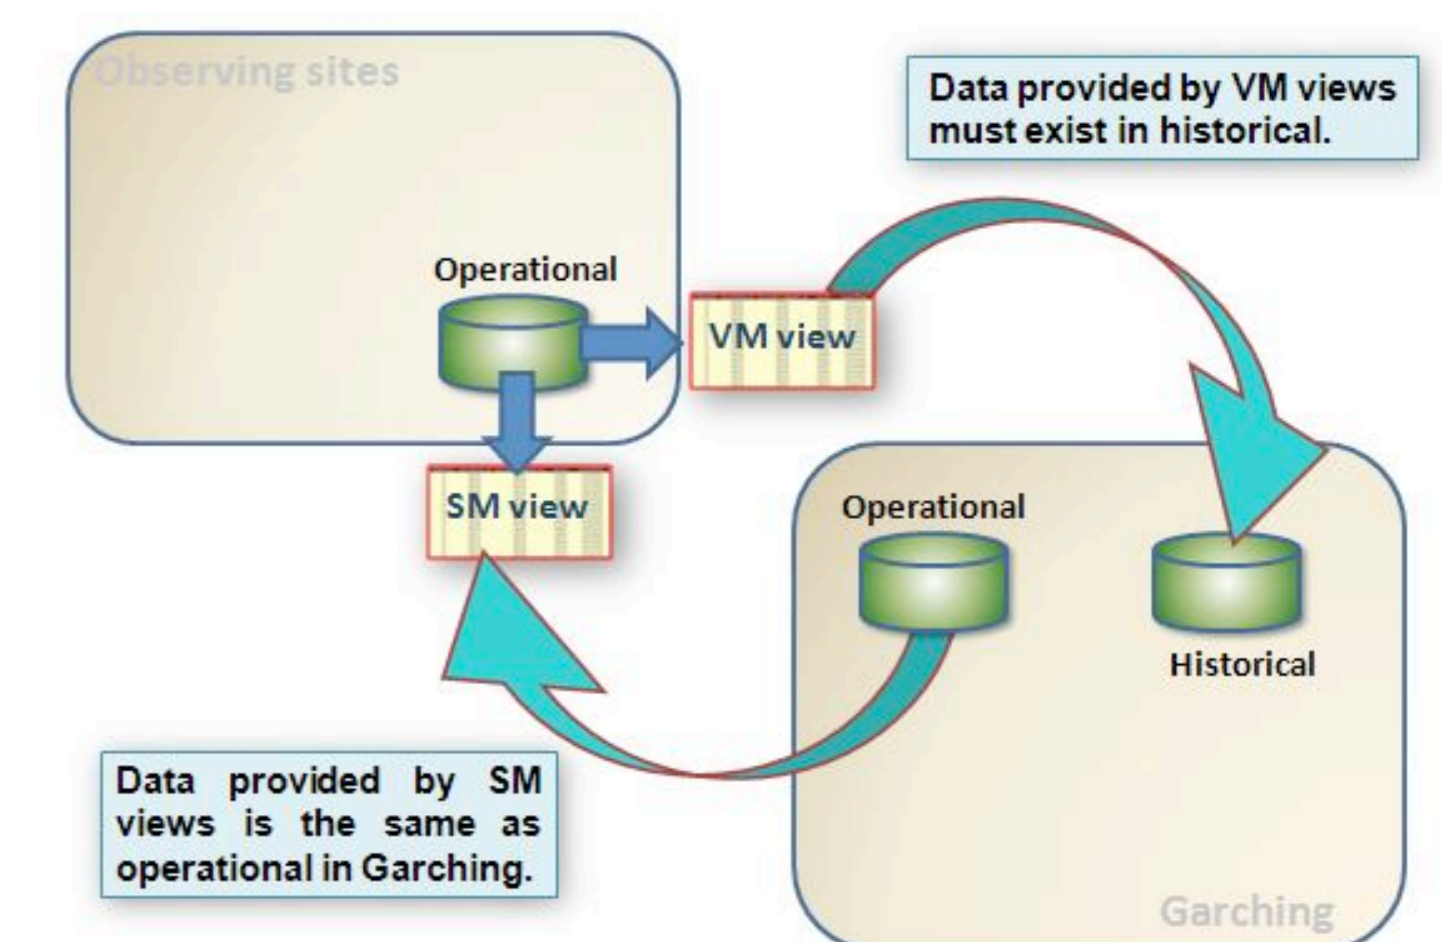 Observing sites
Data provided by VM views
must exist in historical.
Operational
VM view
SM view
Operational
Historical
Data provided by SM
views is the same as
operational in Garching.
Garching